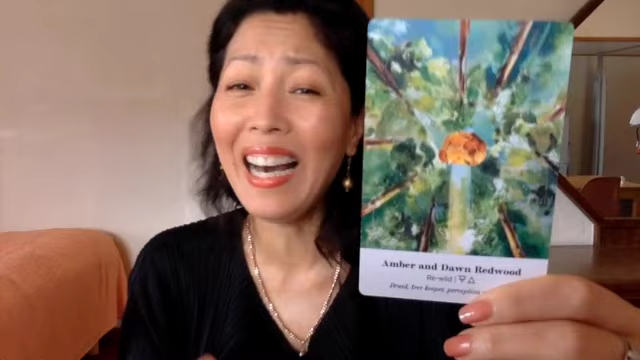 Amber and Dawn Redwood
Re-wild |
Druid, tree-keeper, perception